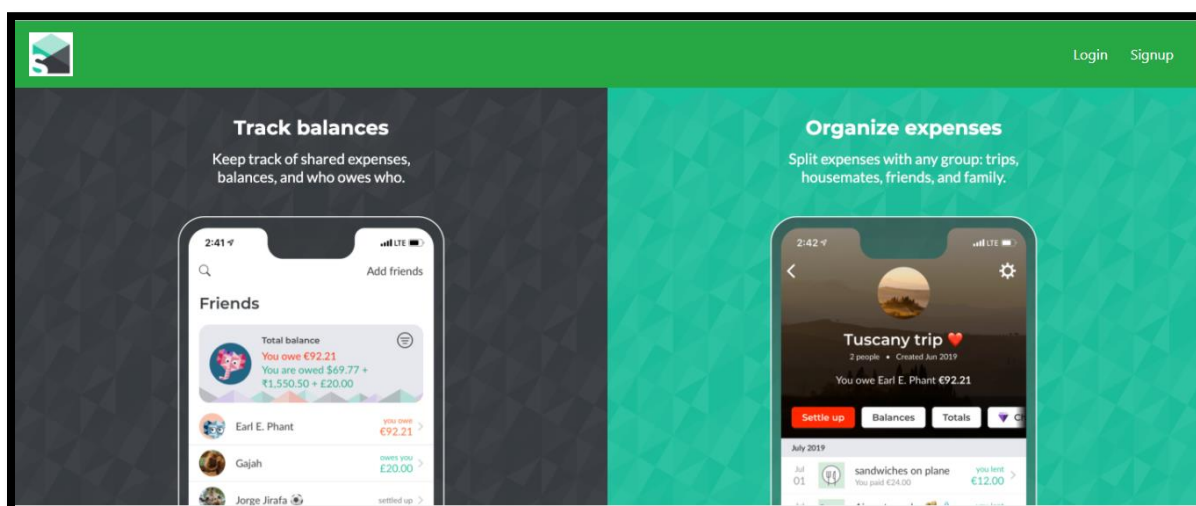 S
Login Signup
Track balances
Keep track of shared expenses,
balances, and who owes who.
2:41
LTE
Add friends
Friends
Total balance
You owe €92.21
You are owed $69.77 +
₹1,550.50 + £20.00
Earl E. Phant
you owe
€92.21
Gajah
owes you
£20.00
Jorge Jirafa
settled up
Organize expenses
Split expenses with any group: trips,
housemates, friends, and family.
2:42
LTE
Tuscany trip ❤️
2 people • Created Jun 2019
You owe Earl E. Phant €92.21
Settle up Balances Totals
July 2019
Jul
01
sandwiches on plane
You paid €24.00
you lent
€12.00